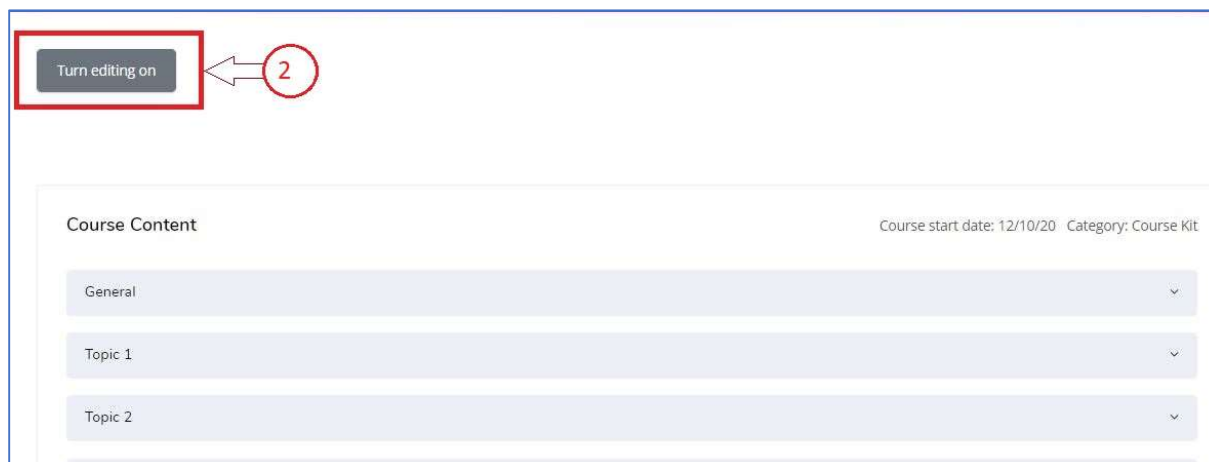 Turn editing on
2
Course Content
Course start date: 12/10/20 Category: Course Kit
General
Topic 1
Topic 2